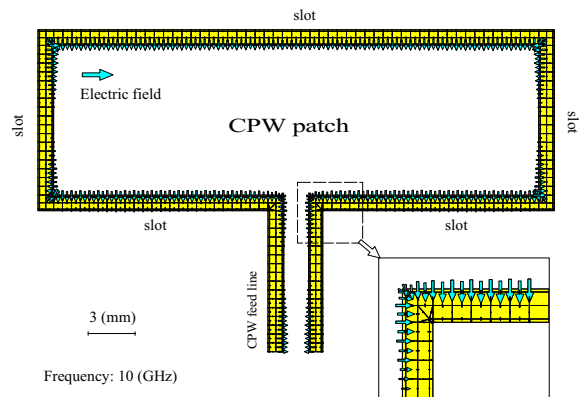 slot
Electric field
slot
CPW patch
slot
slot
slot
CPW feed line
3 (mm)
Frequency: 10 (GHz)